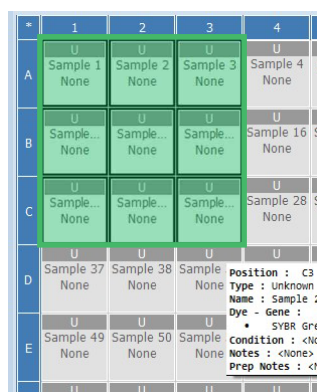 * 1 2 3 4
U U U U
Sample 1 Sample 2 Sample 3 Sample 4
A None None None None
U U U U
Sample... Sample... Sample... Sample 16
B None None None None
U U U U
Sample... Sample... Sample... Sample 28
C None None None None
U U U U
Sample 37 Sample 38 Sample
D None None None
U U U
Sample 49 Sample 50 Sample
E None None None
U U U
Position : C3
Type : Unknown
Name : Sample 2
Dye - Gene :
• SYBR Gre
Condition : <No
Notes : <None>
Prep Notes : <N